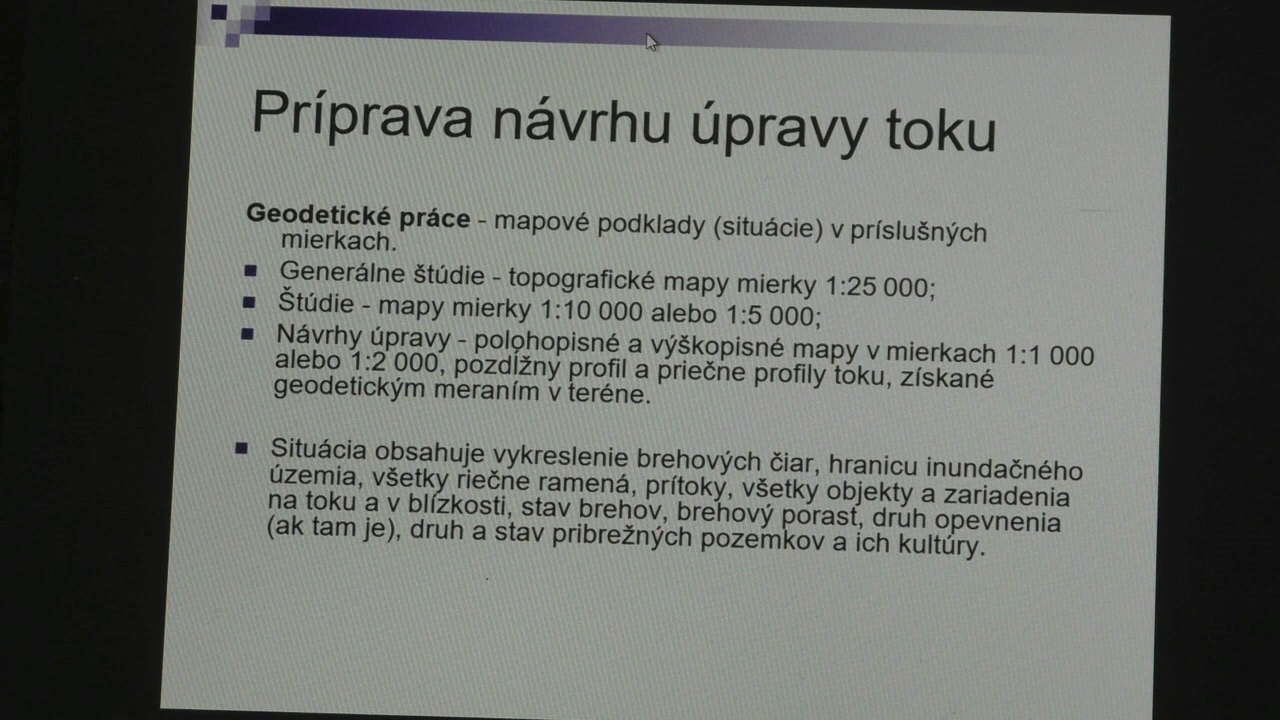 Príprava návrhu úpravy toku
Geodetické práce - mapové podklady (situácie) v príslušných
mierkach.
Generálne štúdie - topografické mapy mierky 1:25 000;
Štúdie - mapy mierky 1:10 000 alebo 1:5 000;
Návrhy úpravy - polohopisné a výškopisné mapy v mierkach 1:1 000
alebo 1:2 000, pozdĺžny profil a priečne profily toku, získané
geodetickým meraním v teréne.
Situácia obsahuje vykreslenie brehových čiar, hranicu inundačného
územia, všetky riečne ramená, prítoky, všetky objekty a zariadenia
na toku a v blízkosti, stav brehov, brehový porast, druh opevnenia
(ak tam je), druh a stav pribrežných pozemkov a ich kultúry.